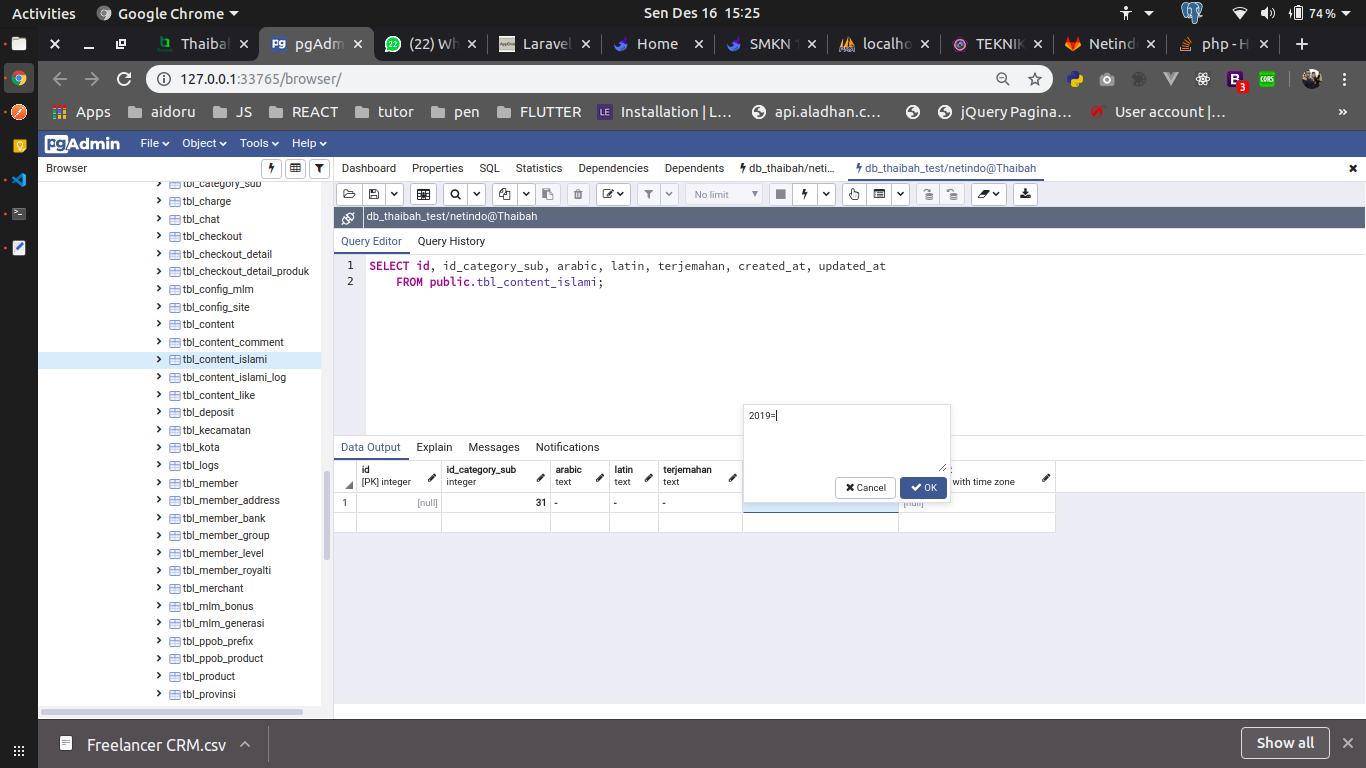 Activities
Google Chrome
Sen Des 16 15:25
74 %
Thaibah
pgAdm
(22) Wh
Laravel
Home
SMKN
localho
TEKNIK
Netind
php - H
127.0.0.1:33765/browser/
3
CORS
Apps
aidoru
JS
REACT
tutor
pen
FLUTTER
LE
Installation | L…
api.aladhan.c…
jQuery Pagina…
User account |…
»
pgAdmin
File
Object
Tools
Help
Browser
Dashboard
Properties
SQL
Statistics
Dependencies
Dependents
db_thaibah/neti...
db_thaibah_test/netindo@Thaibah
No limit
db_thaibah_test/netindo@Thaibah
Query Editor
Query History
1 SELECT id, id_category_sub, arabic, latin, terjemahan, created_at, updated_at
2 FROM public.tbl_content_islami;
tbl_category_sub
tbl_charge
tbl_chat
tbl_checkout
tbl_checkout_detail
tbl_checkout_detail_produk
tbl_config_mlm
tbl_config_site
tbl_content
tbl_content_comment
tbl_content_islami
tbl_content_islami_log
tbl_content_like
tbl_deposit
tbl_kecamatan
tbl_kota
tbl_logs
tbl_member
tbl_member_address
tbl_member_bank
tbl_member_group
tbl_member_level
tbl_member_royalti
tbl_merchant
tbl_mlm_bonus
tbl_mlm_generasi
tbl_ppob_prefix
tbl_ppob_product
tbl_product
tbl_provinsi
2019=
Cancel
OK
Data Output
Explain
Messages
Notifications
id
[PK] integer
id_category_sub
integer
arabic
text
latin
text
terjemahan
text
with time zone
1 [null] 31 - - - [null]
Freelancer CRM.csv
Show all